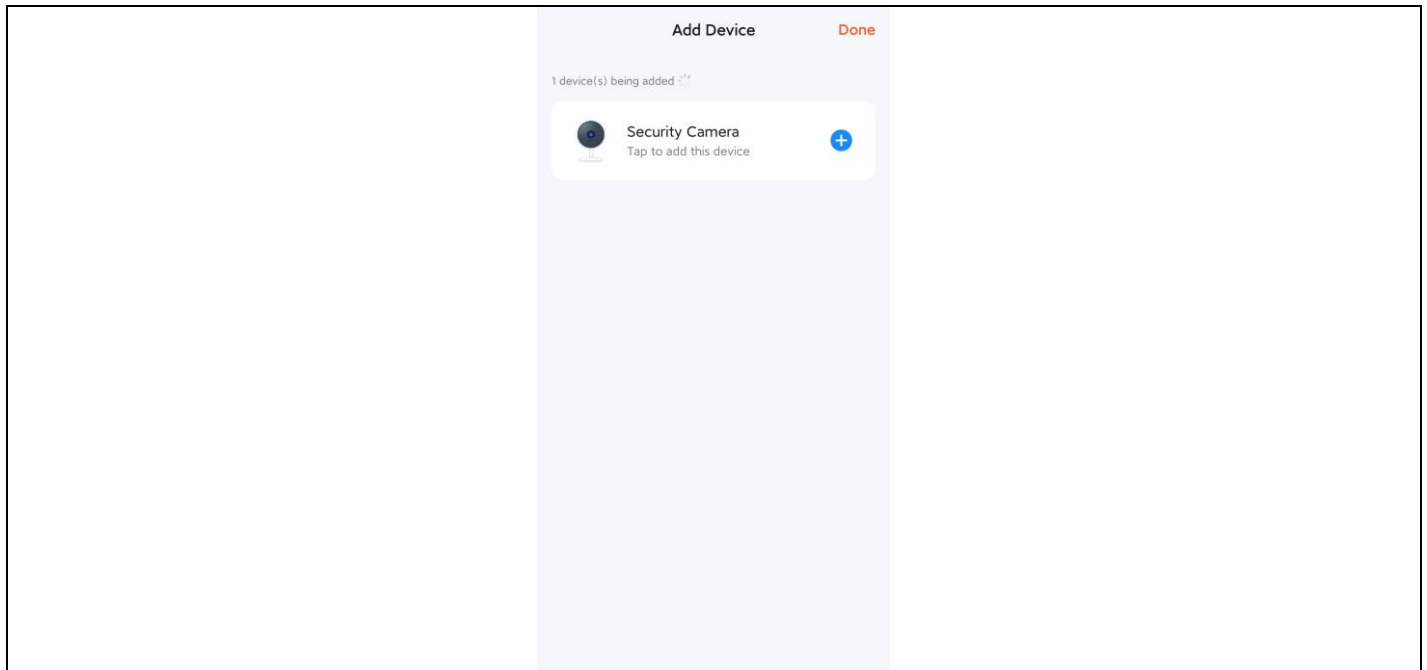 Add Device
Done
1 device(s) being added
Security Camera
Tap to add this device